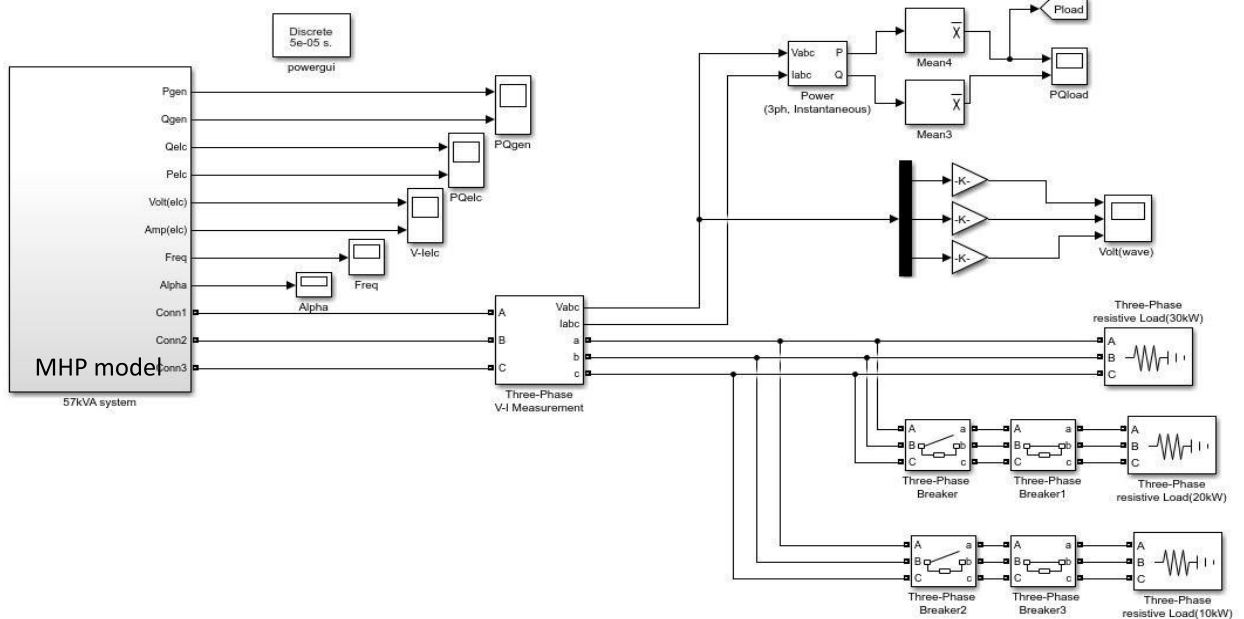 Discrete
5e-05 s.
powergui
Pgen
Qgen
Qelc
Pelc
Volt(elc)
Amp(elc)
Freq
Alpha
Conn1
Conn2
Conn3
MHP model
57kVA system
PQgen
PQelc
V-Ielc
Freq
Alpha
A
B
C
Vabc
Iabc
a
b
c
Three-Phase
V-I Measurement
Vabc
Iabc
P
Q
Power
(3ph, Instantaneous)
x
Mean4
x
Mean3
Pload
PQload
-K-
-K-
-K-
Volt(wave)
Three-Phase
resistive Load(30kW)
A
B
C
A
B
C
a
b
c
Three-Phase
Breaker
A
B
C
a
b
c
Three-Phase
Breaker1
A
B
C
Three-Phase
resistive Load(20kW)
A
B
C
a
b
c
Three-Phase
Breaker2
A
B
C
a
b
c
Three-Phase
Breaker3
A
B
C
Three-Phase
resistive Load(10kW)